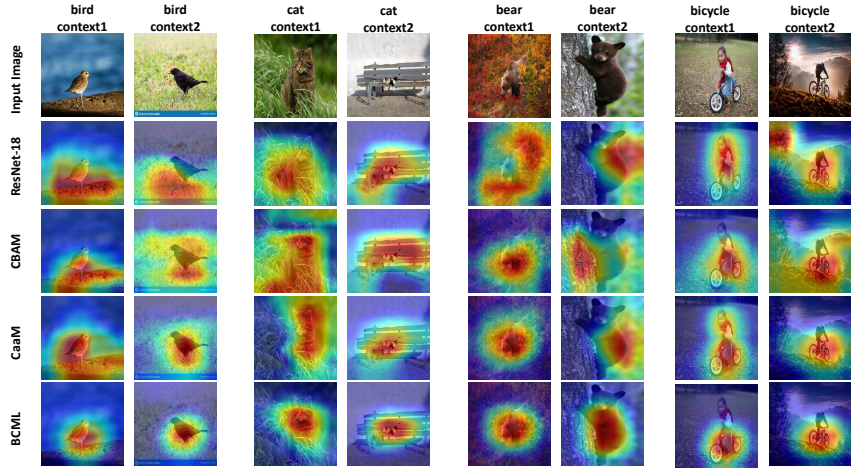 bird
context1
bird
context2
cat
context1
cat
context2
bear
context1
bear
context2
bicycle
context1
bicycle
context2
Input Image
ResNet-18
CBAM
CaaM
BCML